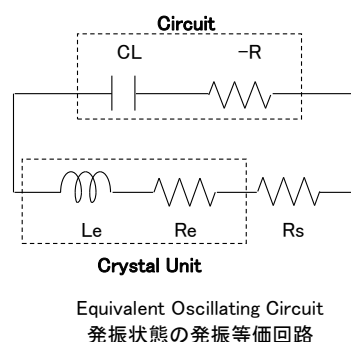 Circuit
CL -R
Le Re Rs
Crystal Unit
Equivalent Oscillating Circuit
発振状態の発振等価回路